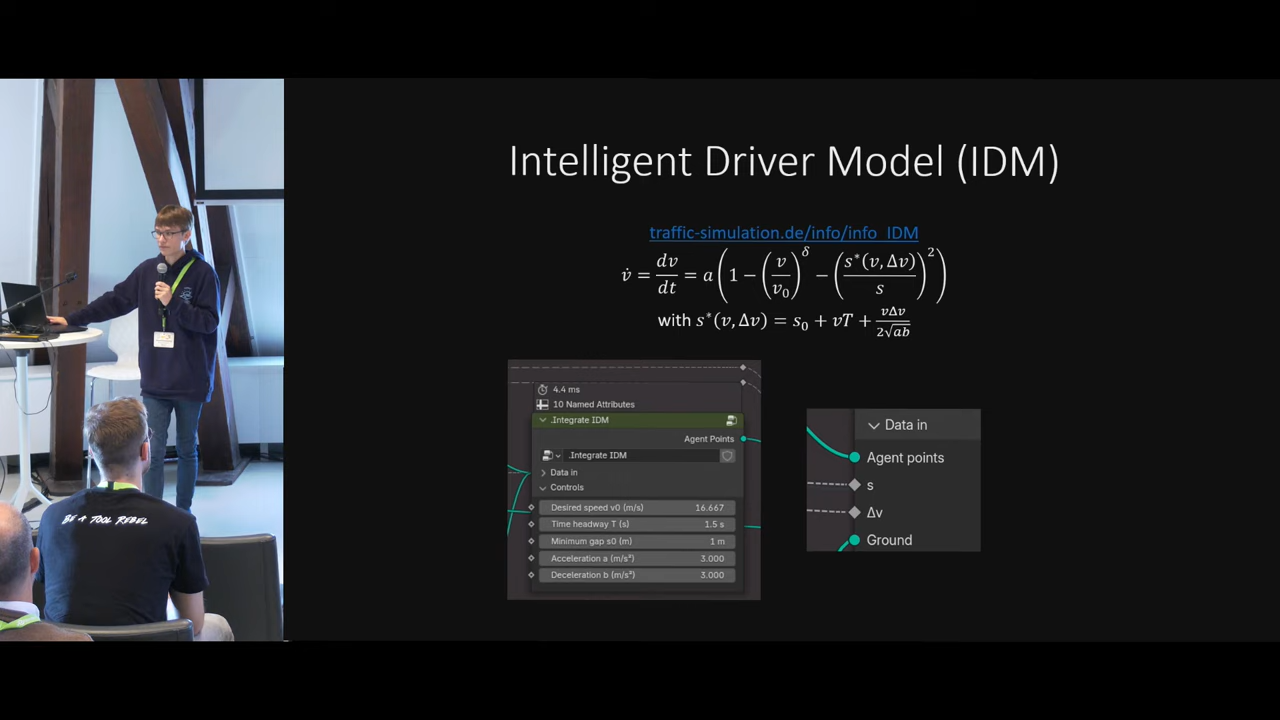 Intelligent Driver Model (IDM)
traffic-simulation.de/info/info_IDM
v̇ = dv/dt = a(1 − (v/v₀)^δ − (s*(v,Δv)/s)²)
with s*(v,Δv) = s₀ + vT + vΔv/2√ab
4.4 ms
10 Named Attributes
.Integrate IDM
Agent Points
.Integrate IDM
Data in
Controls
Desired speed v0 (m/s) 16.667
Time headway T (s) 1.5 s
Minimum gap s0 (m) 1 m
Acceleration a (m/s²) 3.000
Deceleration b (m/s²) 3.000
Data in
Agent points
s
Δv
Ground
BE A TOOL REBEL